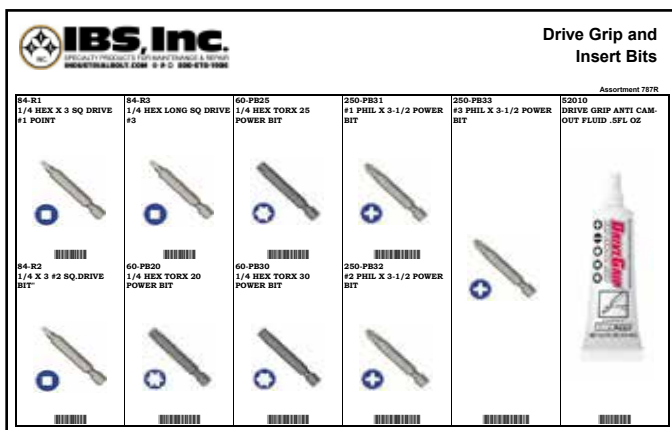 IBS, Inc.
SPECIALTY PRODUCTS FOR MAINTENANCE & REPAIR
INDUSTRIALBOLT.COM
Drive Grip and
Insert Bits
Assortment 787R
84-R1
1/4 HEX X 3 SQ DRIVE
#1 POINT
84-R3
1/4 HEX LONG SQ DRIVE
#3
60-PB25
1/4 HEX TORX 25
POWER BIT
250-PB31
#1 PHIL X 3-1/2 POWER
BIT
250-PB33
#3 PHIL X 3-1/2 POWER
BIT
52010
DRIVE GRIP ANTI CAM-
OUT FLUID .5FL OZ
84-R2
1/4 X 3 #2 SQ.DRIVE
BIT"
60-PB20
1/4 HEX TORX 20
POWER BIT
60-PB30
1/4 HEX TORX 30
POWER BIT
250-PB32
#2 PHIL X 3-1/2 POWER
BIT
DRIVEGRIP